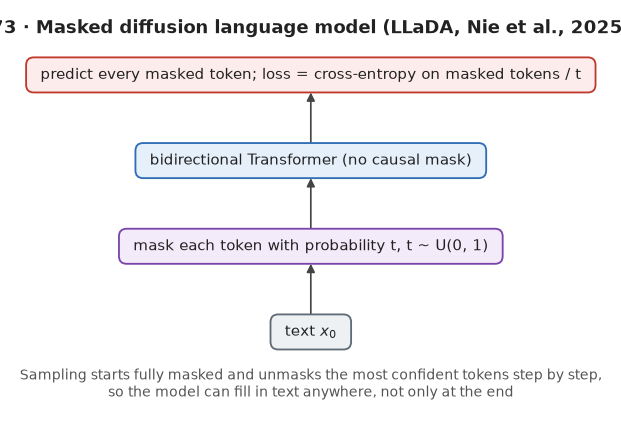 73 · Masked diffusion language model (LLaDA, Nie et al., 2025
predict every masked token; loss = cross-entropy on masked tokens / t
bidirectional Transformer (no causal mask)
mask each token with probability t, t ~ U(0, 1)
text x₀
Sampling starts fully masked and unmasks the most confident tokens step by step,
so the model can fill in text anywhere, not only at the end